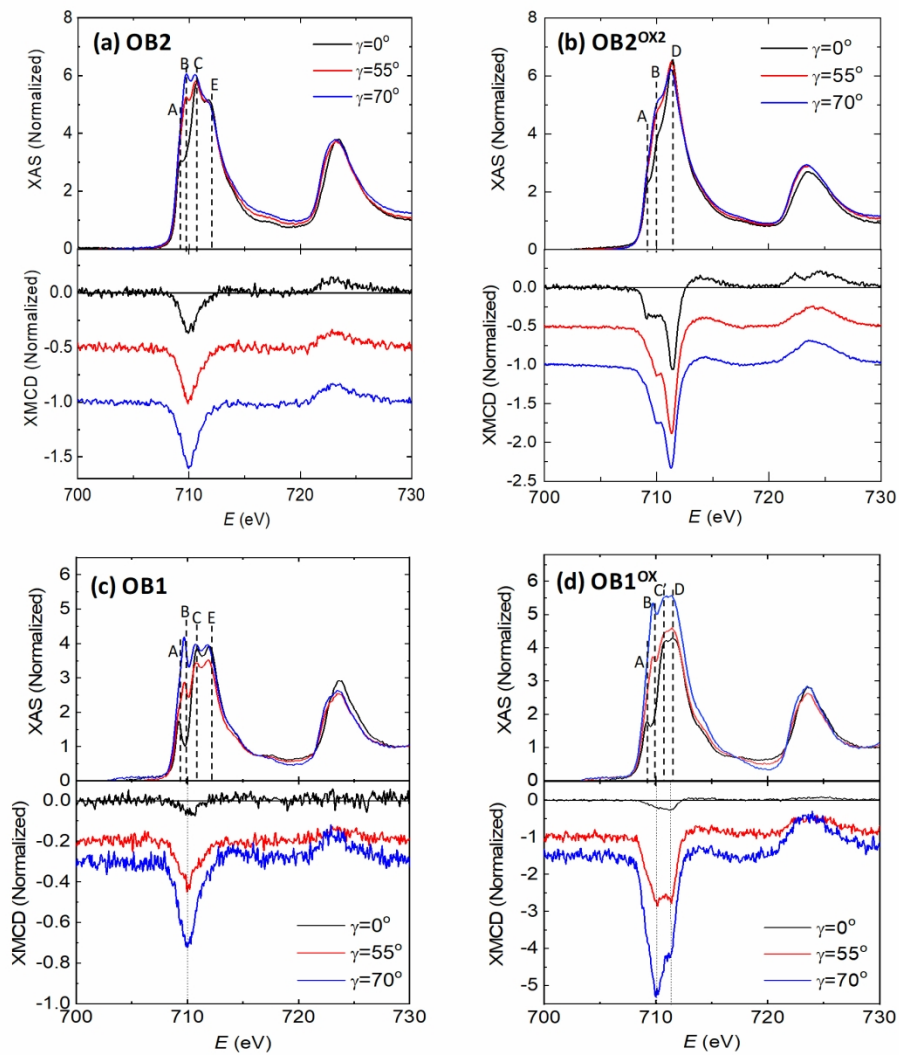 (a) OB2
γ=0°
γ=55°
γ=70°
A
B
C
E
XAS (Normalized)
8
6
4
2
0
XMCD (Normalized)
0.0
-0.5
-1.0
-1.5
700 710 720 730
E (eV)
(b) OB2OX2
γ=0°
γ=55°
γ=70°
A
B
D
XAS (Normalized)
8
6
4
2
0
XMCD (Normalized)
0.0
-0.5
-1.0
-1.5
-2.0
-2.5
700 710 720 730
E (eV)
(c) OB1
A
B
C
E
XAS (Normalized)
6
5
4
3
2
1
0
XMCD (Normalized)
0.0
-0.2
-0.4
-0.6
-0.8
-1.0
γ=0°
γ=55°
γ=70°
700 710 720 730
E (eV)
(d) OB1OX
A
B
C'
D
XAS (Normalized)
6
5
4
3
2
1
0
XMCD (Normalized)
0
-1
-2
-3
-4
-5
γ=0°
γ=55°
γ=70°
700 710 720 730
E (eV)